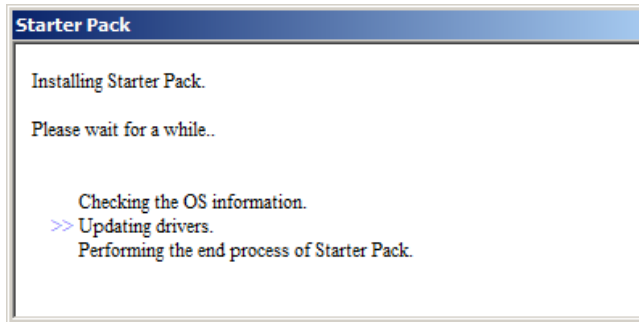 Starter Pack
Installing Starter Pack.
Please wait for a while..
Checking the OS information.
>> Updating drivers.
Performing the end process of Starter Pack.